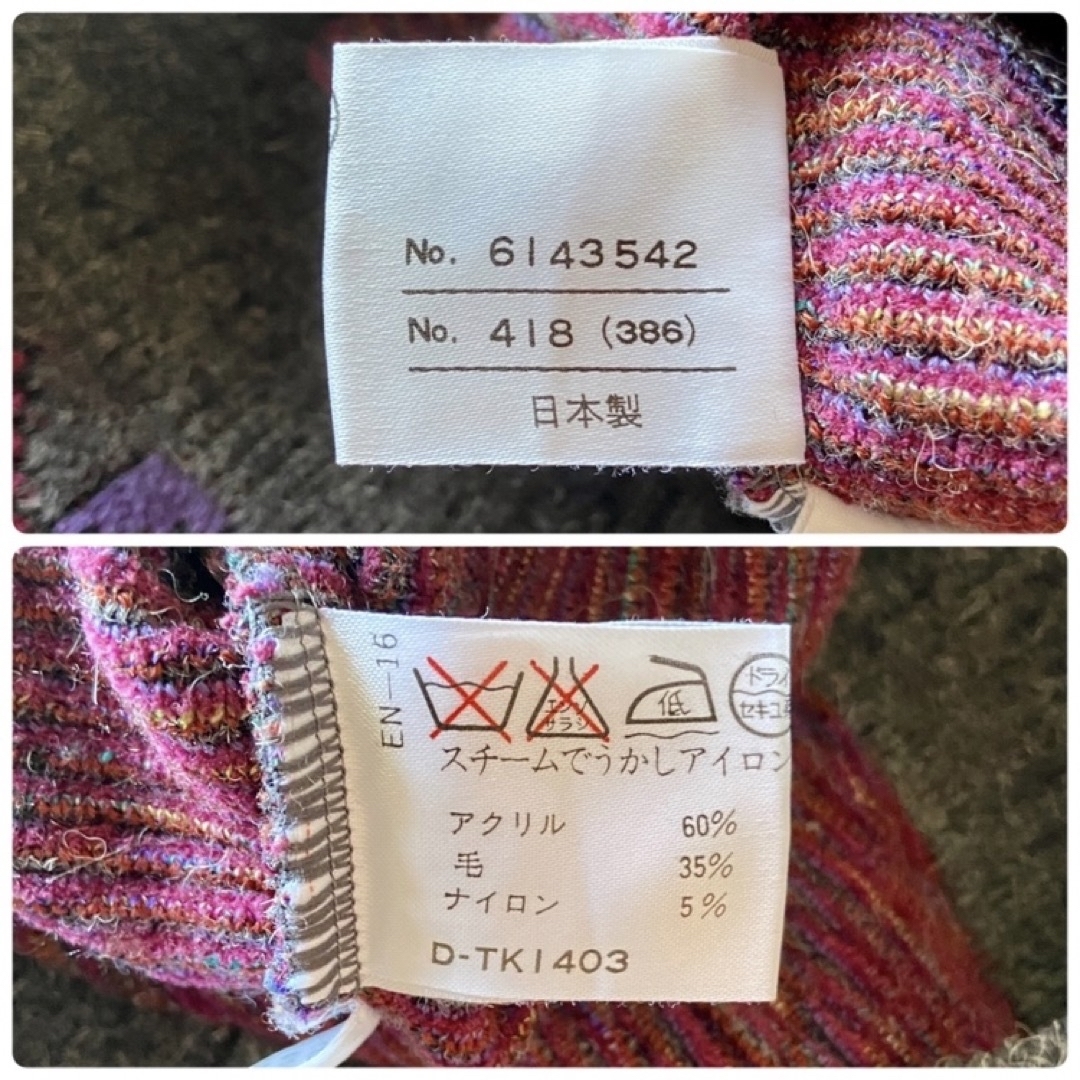 No. 6143542
No. 418 (386)
日本製
EN-16
エンソ
サラシ
低
ドライ
セキユ系
スチームでうかしアイロン
アクリル 60%
毛 35%
ナイロン 5%
D-TK1403